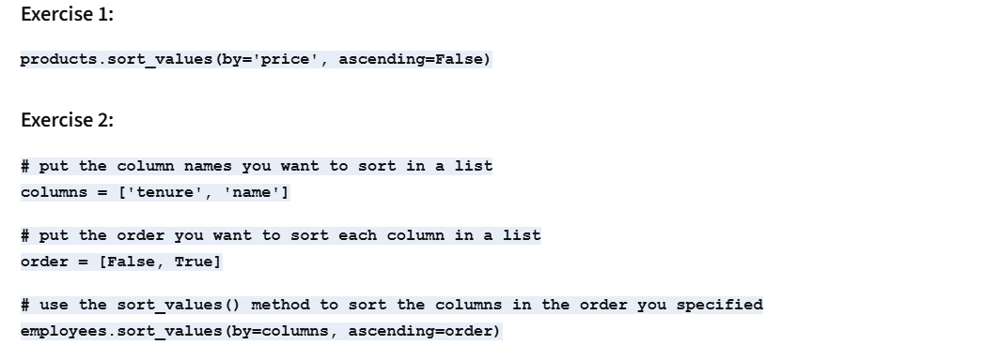 Exercise 1:
products.sort_values(by='price', ascending=False)
Exercise 2:
# put the column names you want to sort in a list
columns = ['tenure', 'name']
# put the order you want to sort each column in a list
order = [False, True]
# use the sort_values() method to sort the columns in the order you specified
employees.sort_values(by=columns, ascending=order)